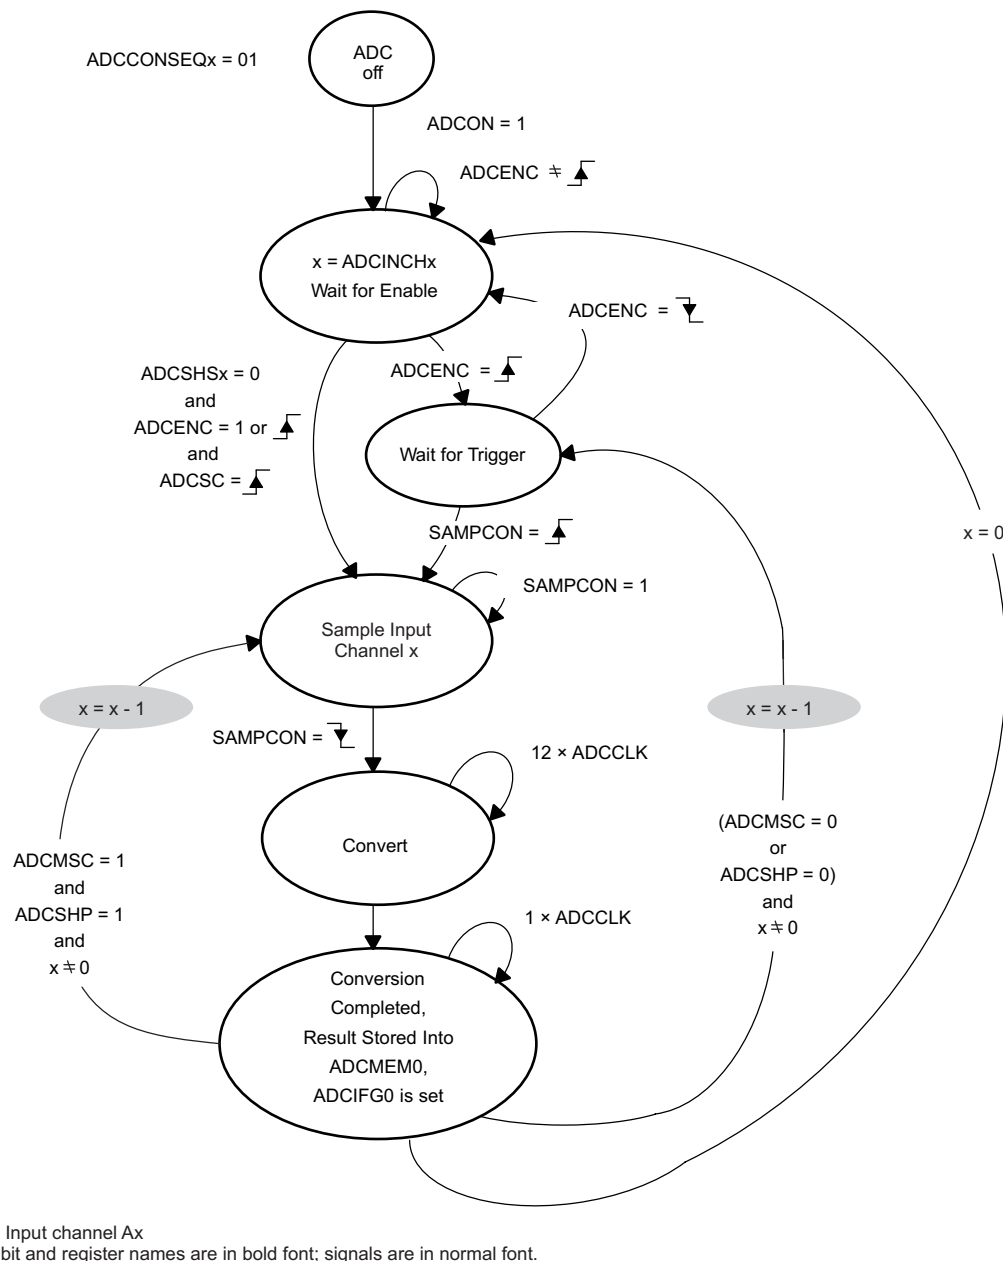 ADCCONSEQx = 01
ADC
off
ADCON = 1
ADCENC ≠
x = ADCINCHx
Wait for Enable
ADCENC =
ADCSHSx = 0
and
ADCENC = 1 or
and
ADCSC =
ADCENC =
Wait for Trigger
SAMPCON =
x = 0
SAMPCON = 1
Sample Input
Channel x
x = x - 1
x = x - 1
SAMPCON =
12 × ADCCLK
Convert
(ADCMSC = 0
or
ADCSHP = 0)
and
x ≠ 0
ADCMSC = 1
and
ADCSHP = 1
and
x ≠ 0
1 × ADCCLK
Conversion
Completed,
Result Stored Into
ADCMEM0,
ADCIFG0 is set
Input channel Ax
bit and register names are in bold font; signals are in normal font.